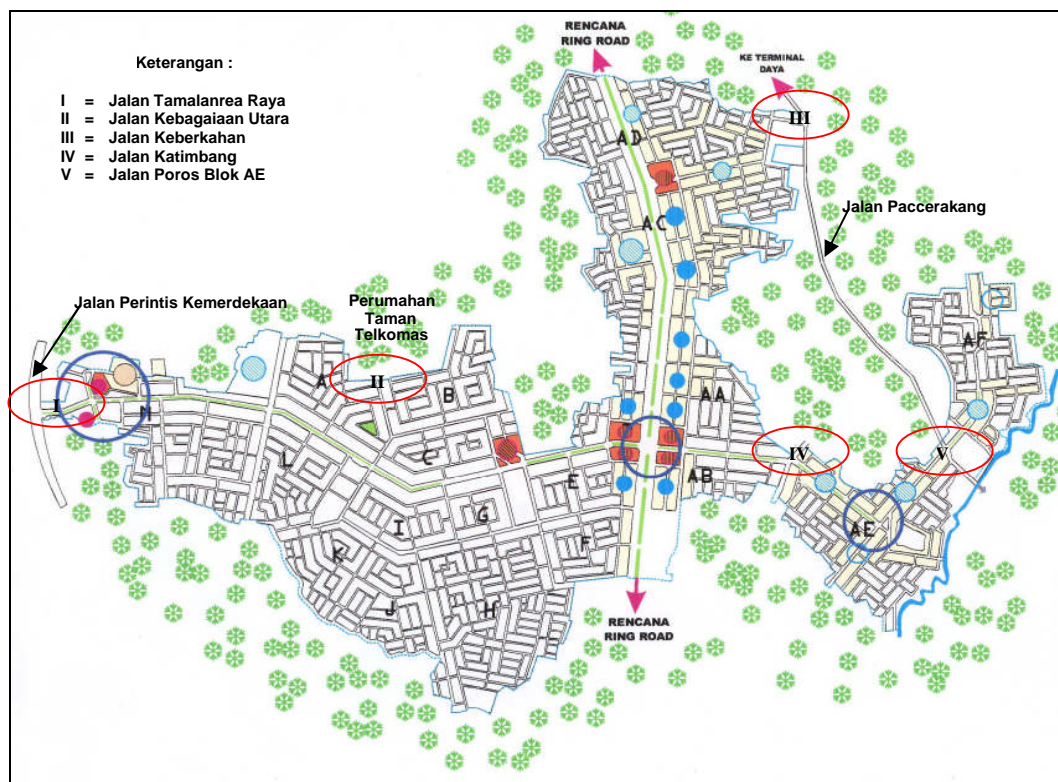 Keterangan :
I = Jalan Tamalanrea Raya
II = Jalan Kebagaiaan Utara
III = Jalan Keberkahan
IV = Jalan Katimbang
V = Jalan Poros Blok AE
RENCANA
RING ROAD
KE TERMINAL
DAYA
III
AD
AC
Jalan Paccerakang
Jalan Perintis Kemerdekaan
Perumahan
Taman
Telkomas
AF
A
II
B
AA
I
M
L
C
E
IV
V
AB
I
G
F
AE
K
J
H
RENCANA
RING ROAD